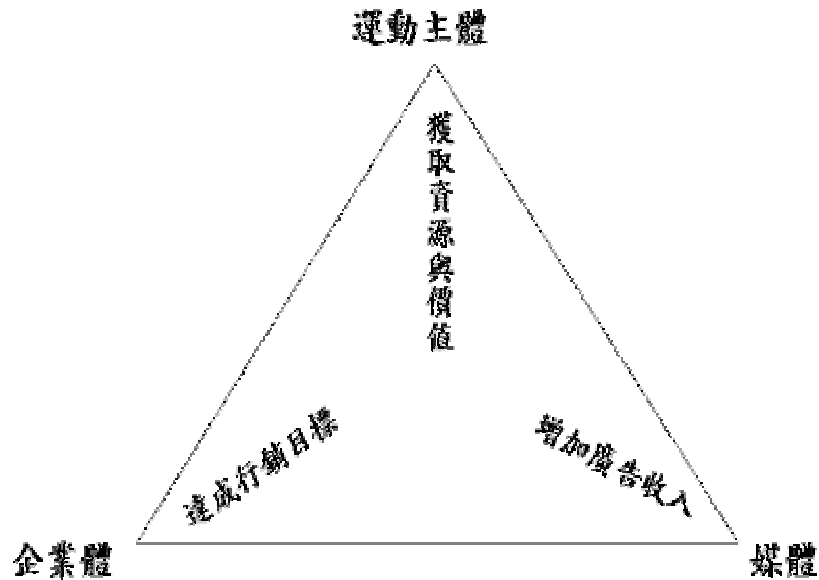 運動主體
獲取資源與價值
達成行銷目標
增加廣告收入
企業體
媒體